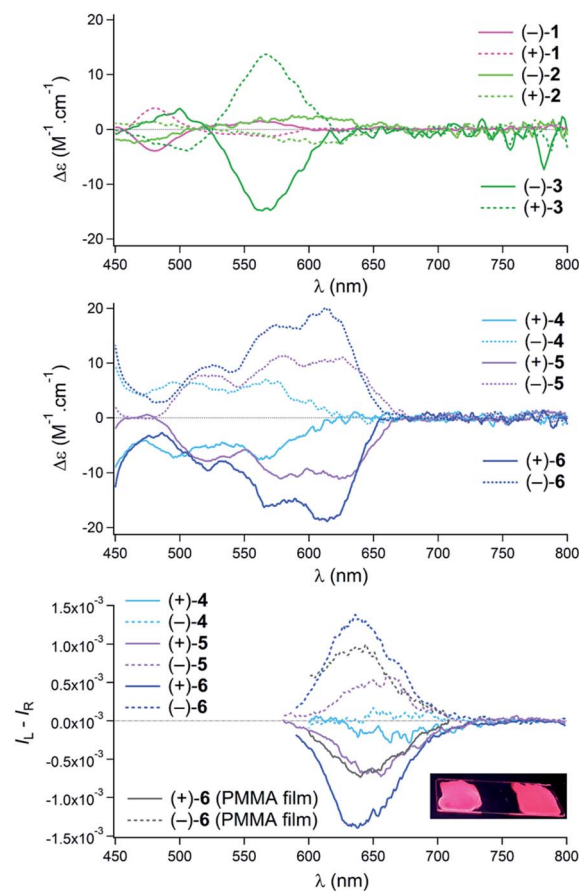 20
10
0
-10
-20
Δε (M⁻¹.cm⁻¹)
(–)-1
(+)-1
(–)-2
(+)-2
(–)-3
(+)-3
450 500 550 600 650 700 750 800
λ (nm)
20
10
0
-10
-20
Δε (M⁻¹.cm⁻¹)
(+)-4
(–)-4
(+)-5
(–)-5
(+)-6
(–)-6
450 500 550 600 650 700 750 800
λ (nm)
1.5x10⁻³
1.0x10⁻³
0.5x10⁻³
0.0x10⁻³
-0.5x10⁻³
-1.0x10⁻³
-1.5x10⁻³
I_L - I_R
(+)-4
(–)-4
(+)-5
(–)-5
(+)-6
(–)-6
(+)-6 (PMMA film)
(–)-6 (PMMA film)
450 500 550 600 650 700 750 800
λ (nm)